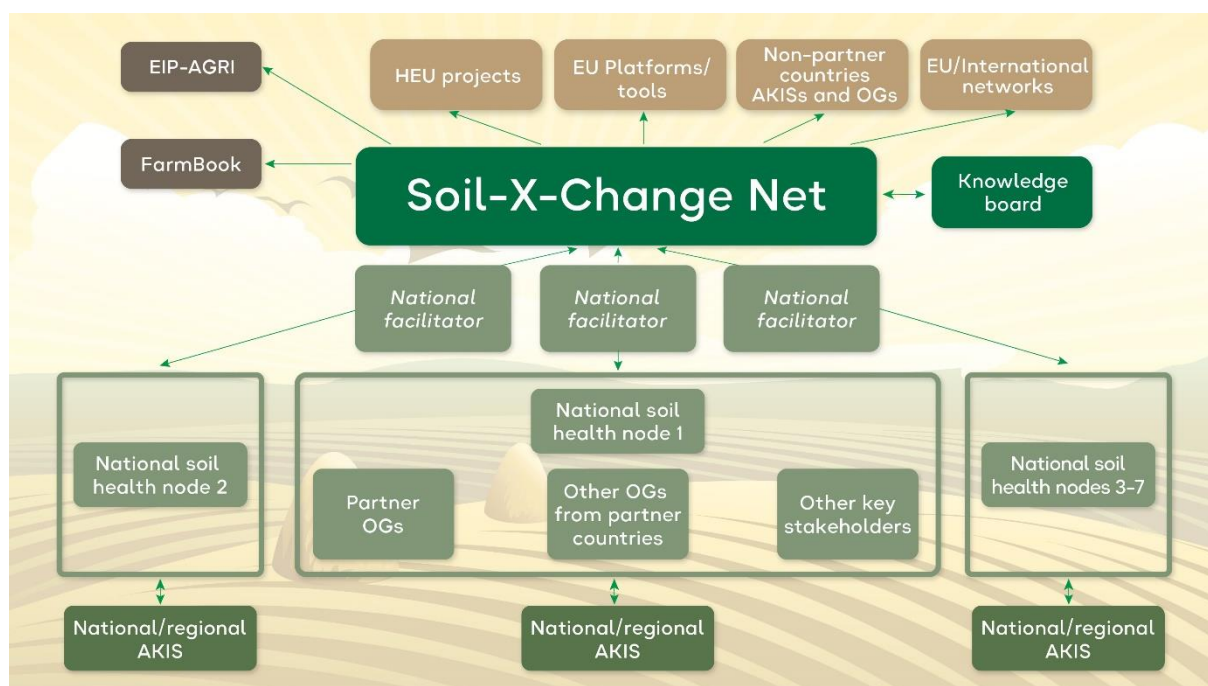 EIP-AGRI
HEU projects
EU Platforms/
tools
Non-partner
countries
AKISs and OGs
EU/International
networks
FarmBook
Soil-X-Change Net
Knowledge
board
National
facilitator
National
facilitator
National
facilitator
National soil
health node 2
National soil
health node 1
Partner
OGs
Other OGs
from partner
countries
Other key
stakeholders
National soil
health nodes 3-7
National/regional
AKIS
National/regional
AKIS
National/regional
AKIS